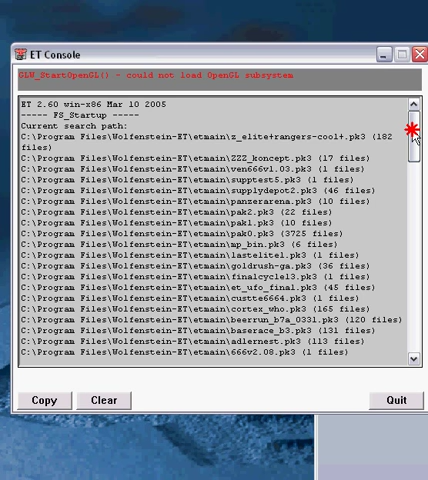 ET Console
GLW_StartOpenGL() - could not load OpenGL subsystem
ET 2.60 win-x86 Mar 10 2005
----- FS_Startup -----
Current search path:
C:\Program Files\Wolfenstein-ET\etmain\z_elite+rangers-cool+.pk3 (182
files)
C:\Program Files\Wolfenstein-ET\etmain\ZZZ_koncept.pk3 (17 files)
C:\Program Files\Wolfenstein-ET\etmain\ven666v1.03.pk3 (1 files)
C:\Program Files\Wolfenstein-ET\etmain\supptest5.pk3 (1 files)
C:\Program Files\Wolfenstein-ET\etmain\supplydepot2.pk3 (46 files)
C:\Program Files\Wolfenstein-ET\etmain\panzerarena.pk3 (10 files)
C:\Program Files\Wolfenstein-ET\etmain\pak2.pk3 (22 files)
C:\Program Files\Wolfenstein-ET\etmain\pak1.pk3 (10 files)
C:\Program Files\Wolfenstein-ET\etmain\pak0.pk3 (3725 files)
C:\Program Files\Wolfenstein-ET\etmain\mp_bin.pk3 (6 files)
C:\Program Files\Wolfenstein-ET\etmain\lastelite1.pk3 (1 files)
C:\Program Files\Wolfenstein-ET\etmain\goldrush-ga.pk3 (36 files)
C:\Program Files\Wolfenstein-ET\etmain\finalcycle13.pk3 (1 files)
C:\Program Files\Wolfenstein-ET\etmain\et_ufo_final.pk3 (45 files)
C:\Program Files\Wolfenstein-ET\etmain\custte6664.pk3 (1 files)
C:\Program Files\Wolfenstein-ET\etmain\cortex_who.pk3 (165 files)
C:\Program Files\Wolfenstein-ET\etmain\beerrun_b7a_0331.pk3 (120 files)
C:\Program Files\Wolfenstein-ET\etmain\baserace_b3.pk3 (131 files)
C:\Program Files\Wolfenstein-ET\etmain\adlernest.pk3 (113 files)
C:\Program Files\Wolfenstein-ET\etmain\666v2.08.pk3 (1 files)
Copy
Clear
Quit